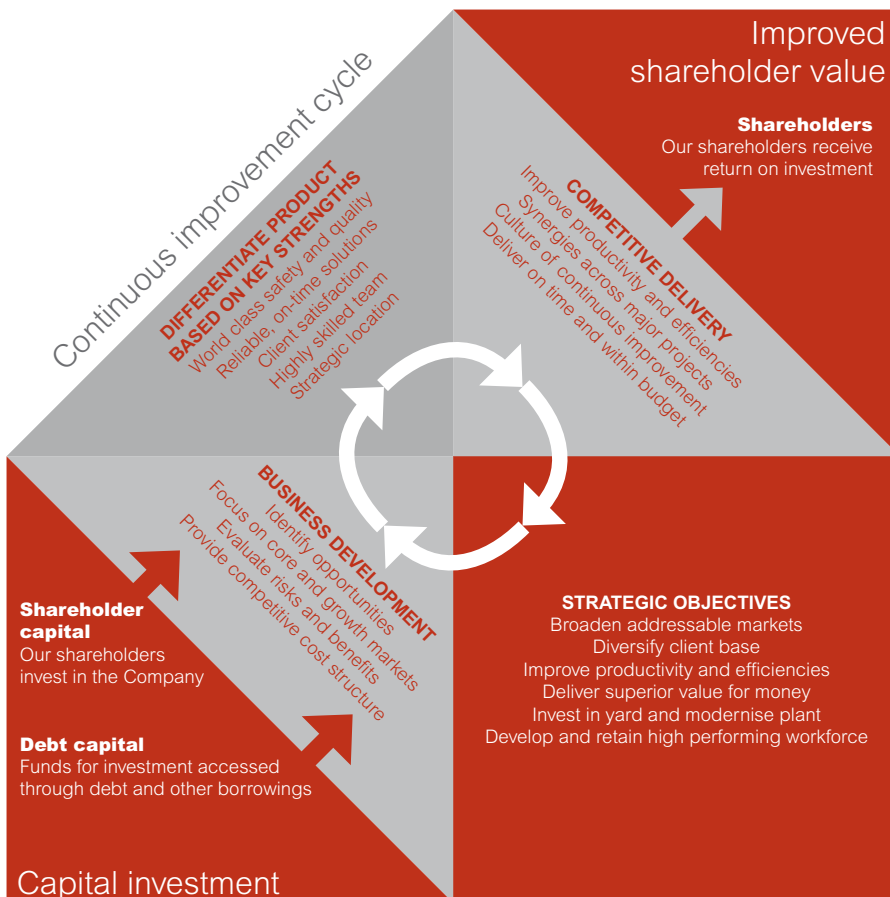 Continuous improvement cycle
Improved
shareholder value
Shareholders
Our shareholders receive
return on investment
DIFFERENTIATE PRODUCT
BASED ON KEY STRENGTHS
World class safety and quality
Reliable, on-time solutions
Client satisfaction
Highly skilled team
Strategic location
COMPETITIVE DELIVERY
Improve productivity and efficiencies
Synergies across major projects
Culture of continuous improvement
Deliver on time and within budget
BUSINESS DEVELOPMENT
Identify opportunities
Focus on core and growth markets
Evaluate risks and benefits
Provide competitive cost structure
STRATEGIC OBJECTIVES
Broaden addressable markets
Diversify client base
Improve productivity and efficiencies
Deliver superior value for money
Invest in yard and modernise plant
Develop and retain high performing workforce
Shareholder
capital
Our shareholders
invest in the Company
Debt capital
Funds for investment accessed
through debt and other borrowings
Capital investment